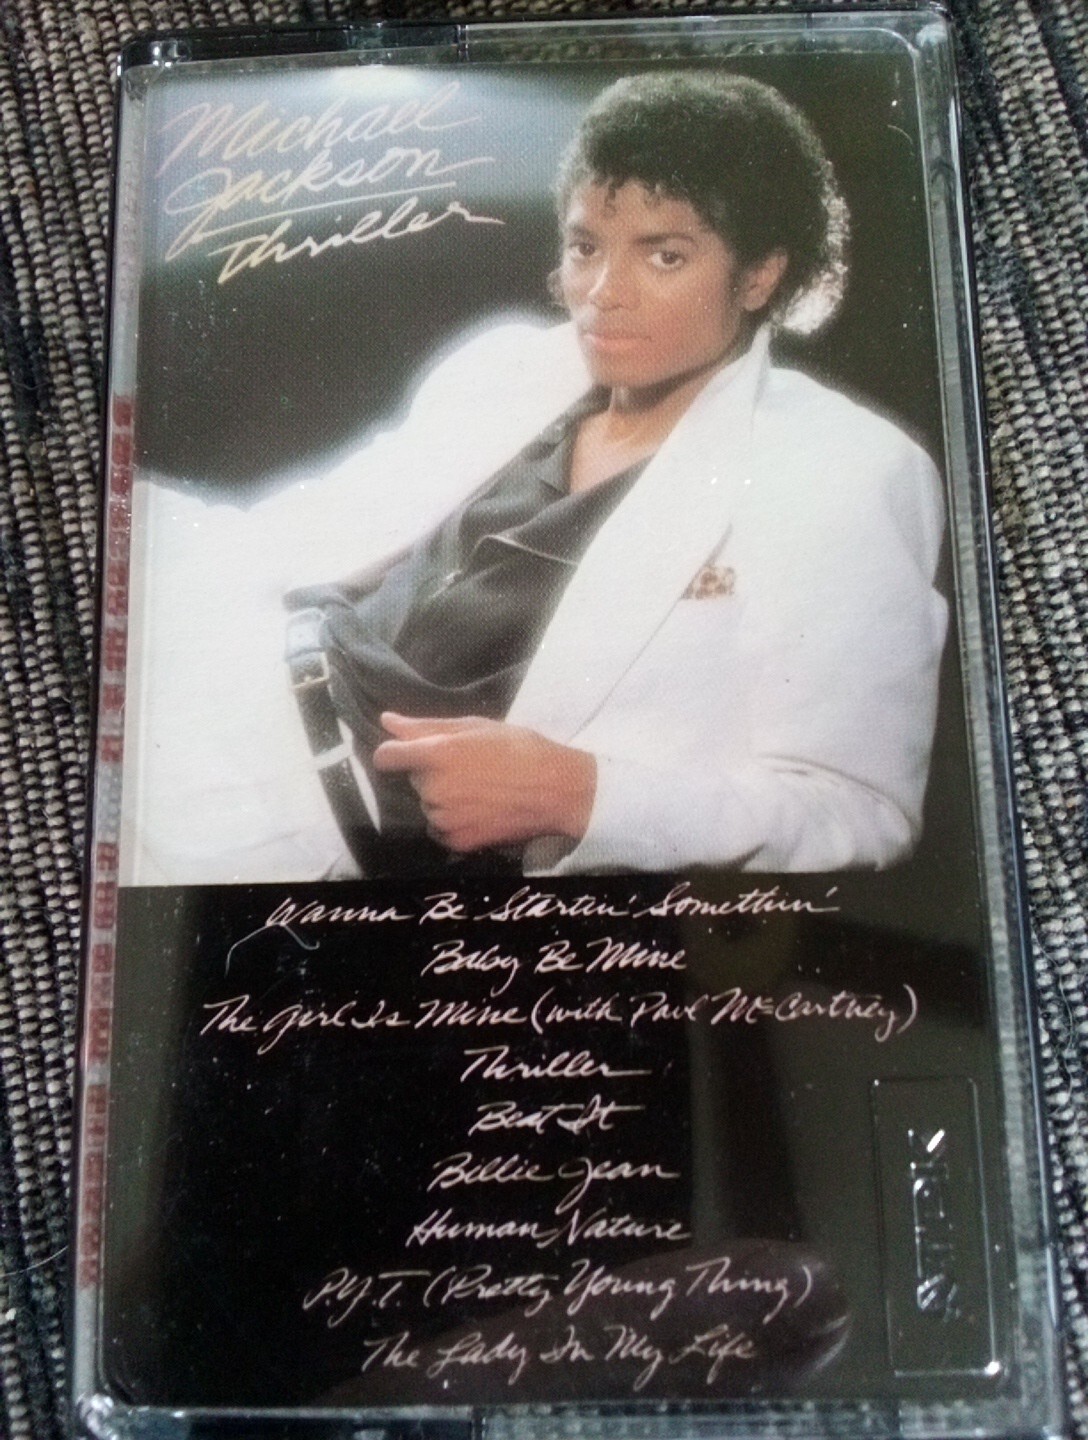 Michael
Jackson
Thriller
Wanna Be Startin' Somethin'
Baby Be Mine
The Girl Is Mine (with Paul McCartney)
Thriller
Beat It
Billie Jean
Human Nature
P.Y.T. (Pretty Young Thing)
The Lady In My Life